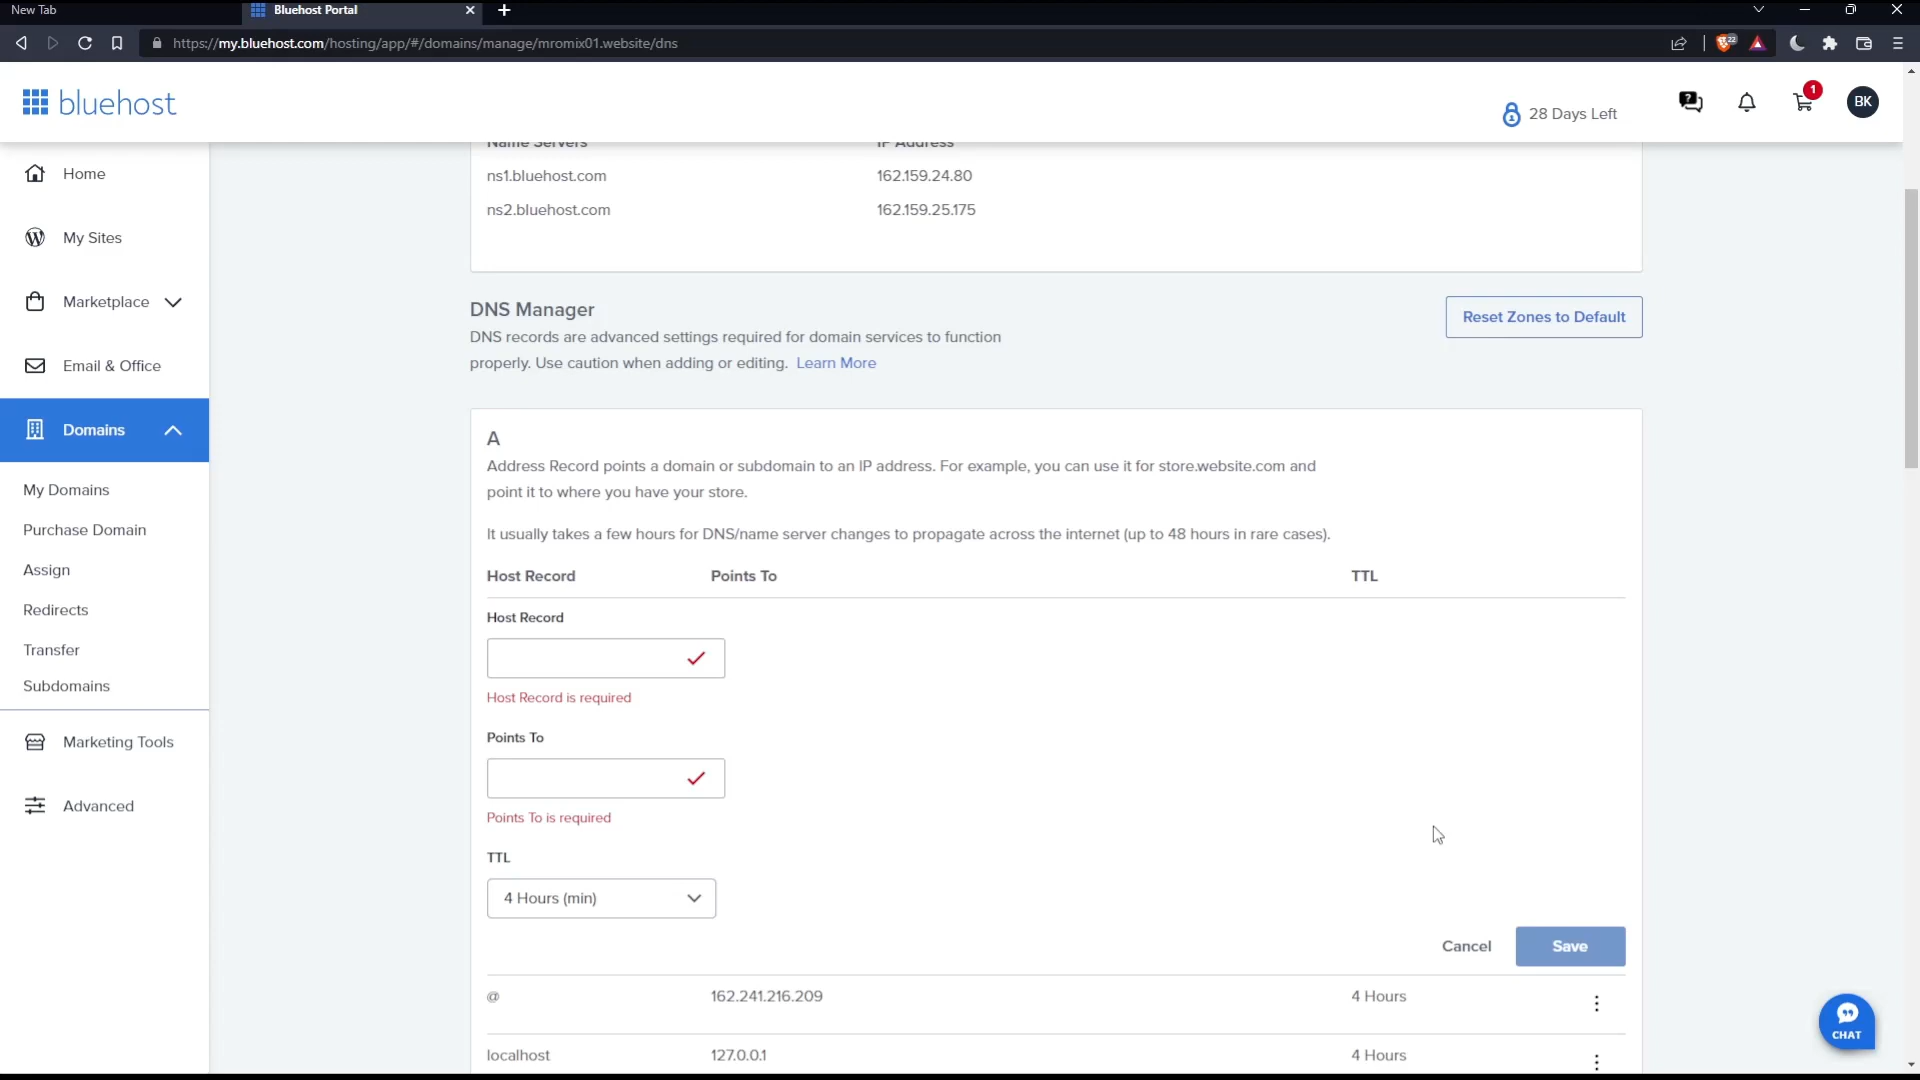 New Tab
Bluehost Portal
https://my.bluehost.com/hosting/app/#/domains/manage/mromix01.website/dns
22
bluehost
28 Days Left
1
BK
Name Servers
IP Address
ns1.bluehost.com
162.159.24.80
ns2.bluehost.com
162.159.25.175
Home
My Sites
Marketplace
Email & Office
Domains
My Domains
Purchase Domain
Assign
Redirects
Transfer
Subdomains
Marketing Tools
Advanced
DNS Manager
Reset Zones to Default
DNS records are advanced settings required for domain services to function
properly. Use caution when adding or editing. Learn More
A
Address Record points a domain or subdomain to an IP address. For example, you can use it for store.website.com and
point it to where you have your store.
It usually takes a few hours for DNS/name server changes to propagate across the internet (up to 48 hours in rare cases).
Host Record
Points To
TTL
Host Record
Host Record is required
Points To
Points To is required
TTL
4 Hours (min)
Cancel
Save
@
162.241.216.209
4 Hours
localhost
127.0.0.1
4 Hours
CHAT